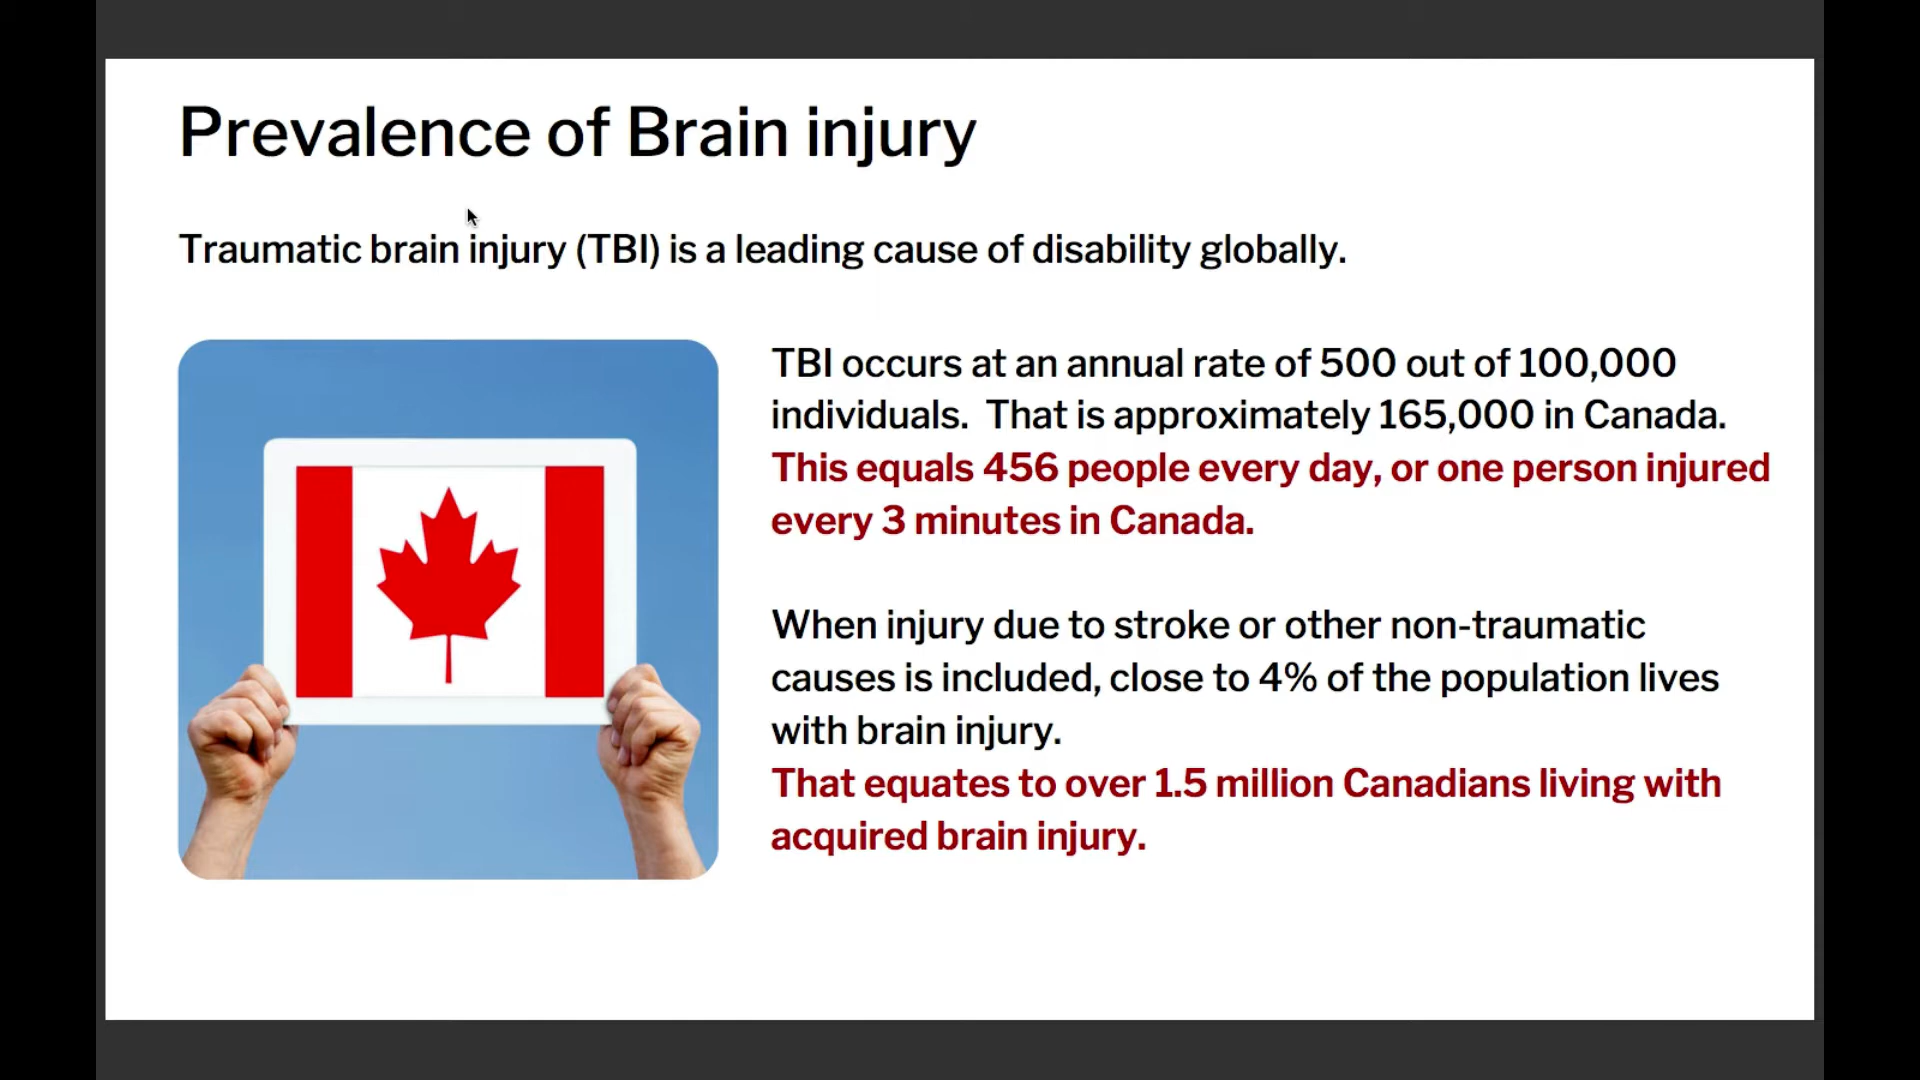 Prevalence of Brain injury
Traumatic brain injury (TBI) is a leading cause of disability globally.
TBI occurs at an annual rate of 500 out of 100,000
individuals.  That is approximately 165,000 in Canada.
This equals 456 people every day, or one person injured
every 3 minutes in Canada.
When injury due to stroke or other non-traumatic
causes is included, close to 4% of the population lives
with brain injury.
That equates to over 1.5 million Canadians living with
acquired brain injury.